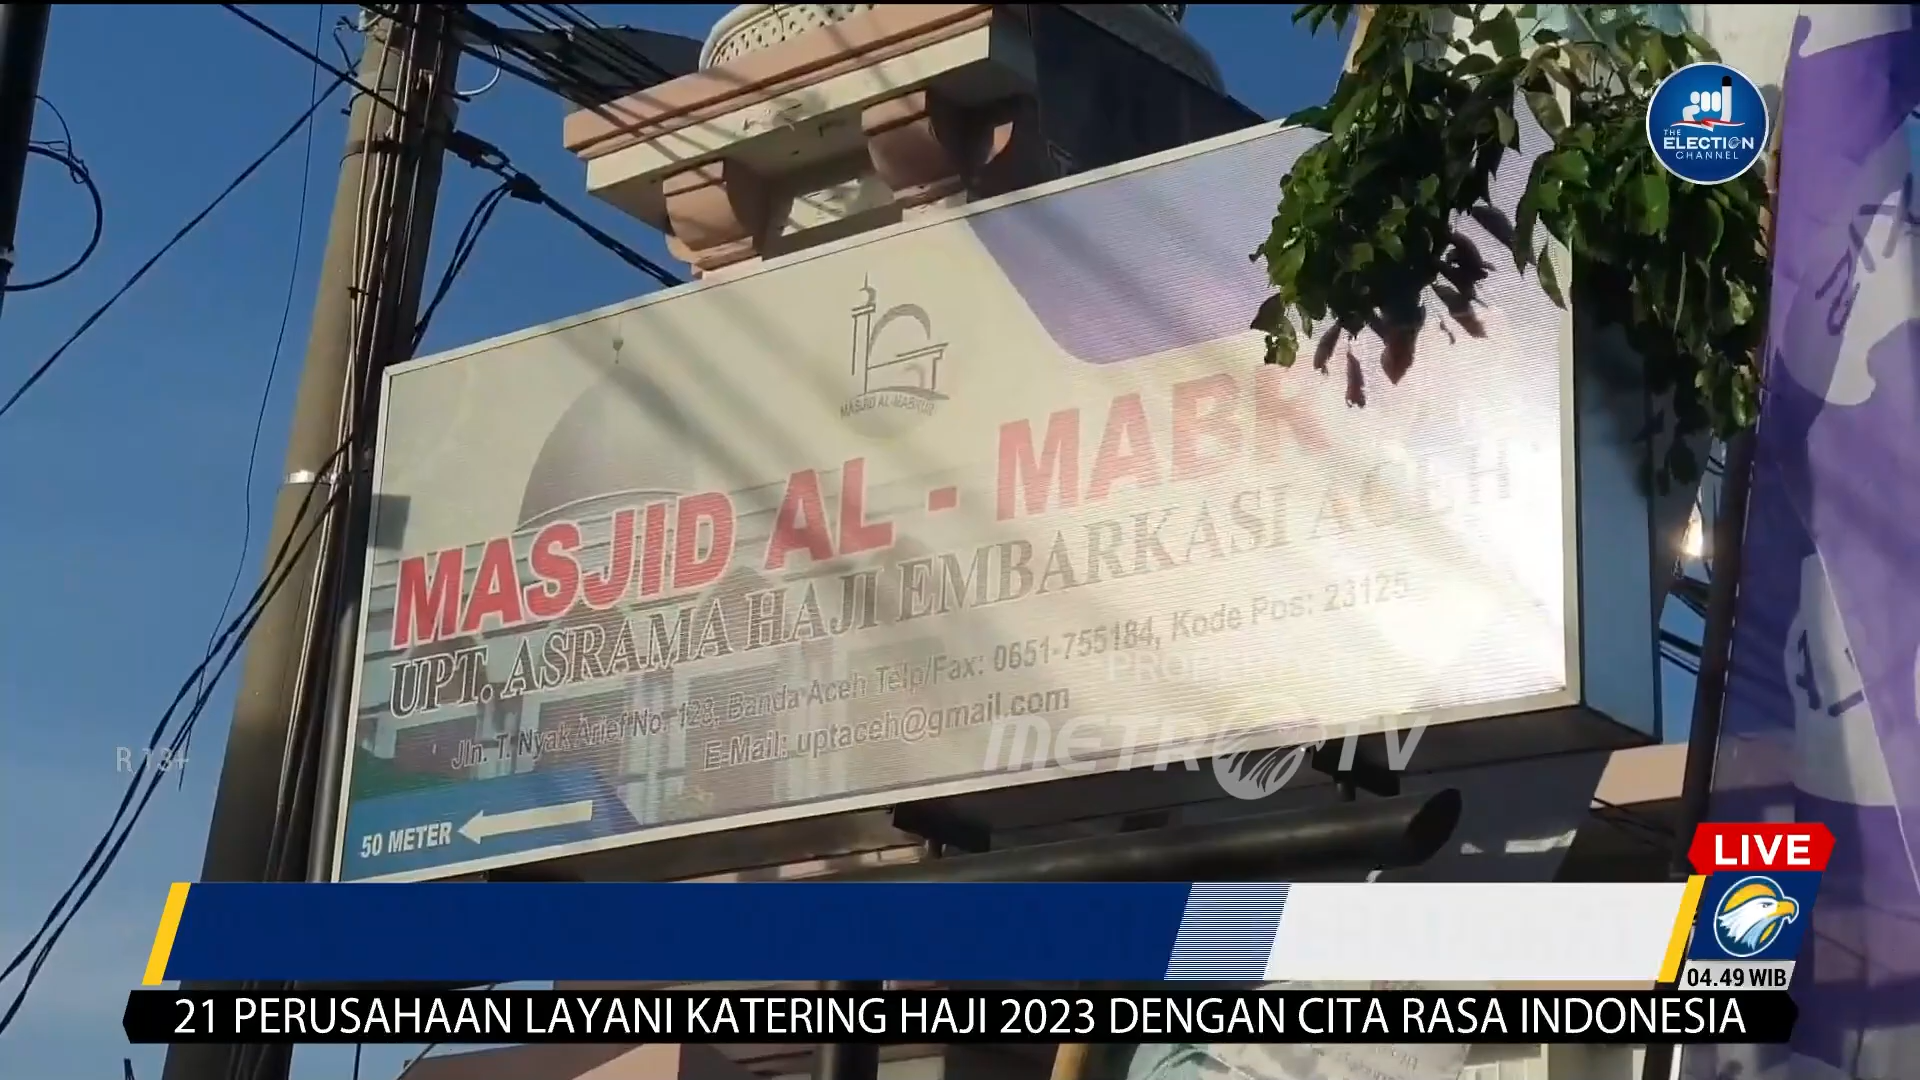 THE
ELECTION
CHANNEL
MASJID AL-MABRUR
MASJID AL - MABR
UPT. ASRAMA HAJI EMBARKASI ACEH
Jln. T. Nyak Arief No. 128, Banda Aceh Telp/Fax: 0651-755184, Kode Pos: 23125
E-Mail: uptaceh@gmail.com
50 METER
R 13+
METRO TV
LIVE
04.49 WIB
21 PERUSAHAAN LAYANI KATERING HAJI 2023 DENGAN CITA RASA INDONESIA